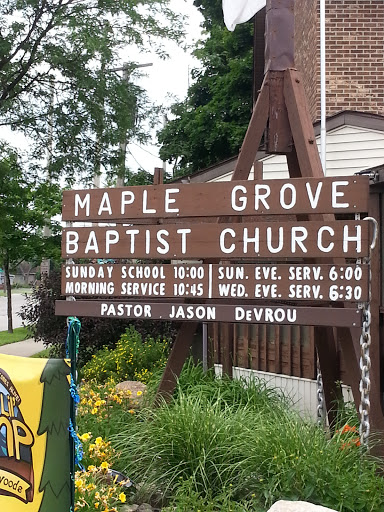 MAPLE GROVE
BAPTIST CHURCH
SUNDAY SCHOOL 10:00 SUN. EVE. SERV. 6:00
MORNING SERVICE 10:45 WED. EVE. SERV. 6:30
PASTOR JASON DeVROU